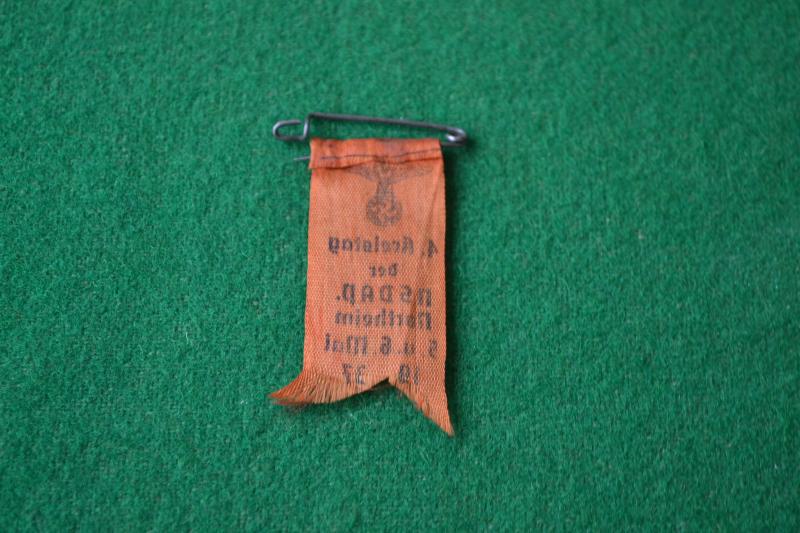 4. Kreistag
der
NSDAP.
Northeim
5. u. 6. Mai
19 37